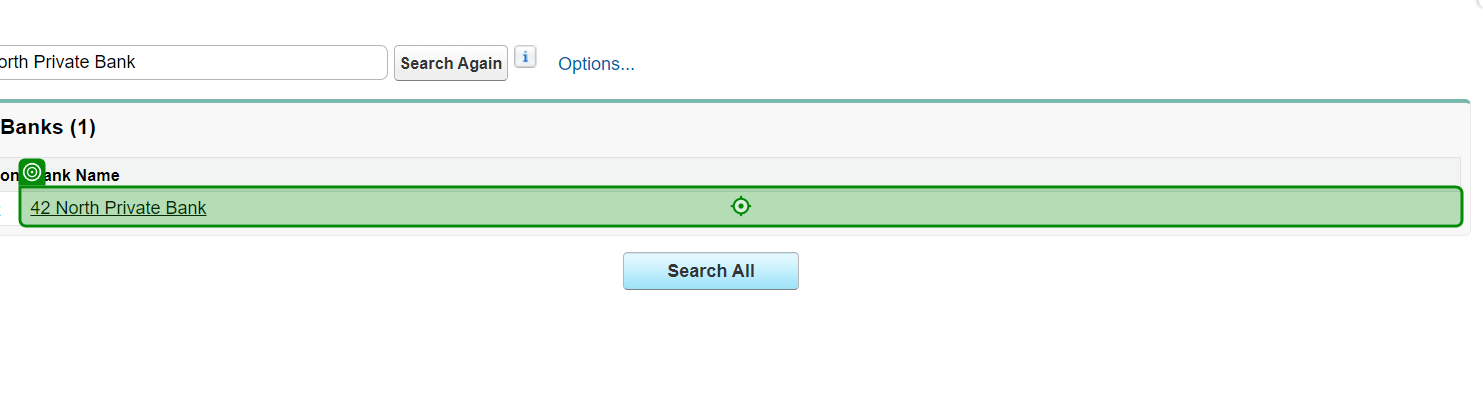 orth Private Bank
Search Again
i
Options...
Banks (1)
on
ank Name
42 North Private Bank
Search All